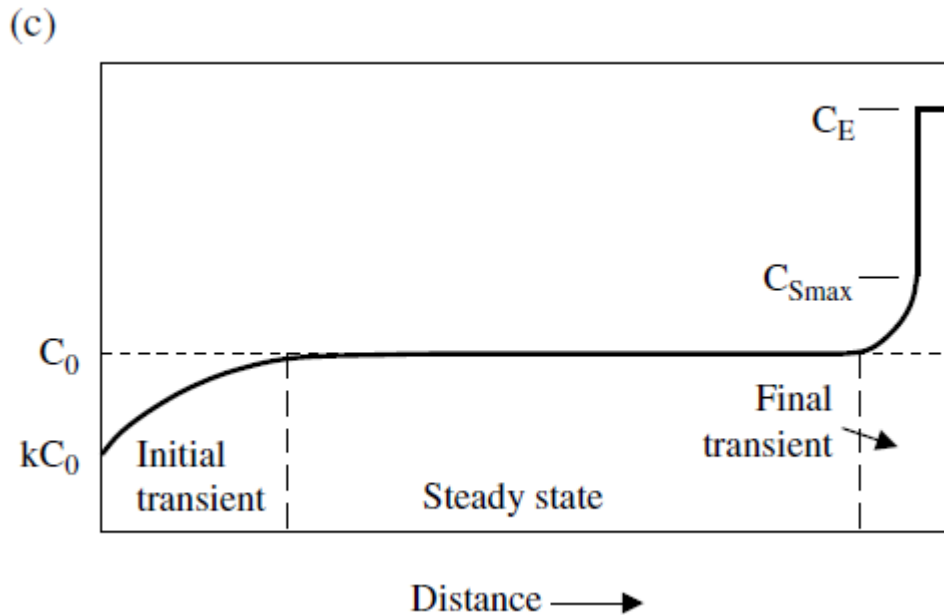 (c)
C_E
C_Smax
C_0
kC_0
Initial
transient
Steady state
Final
transient
Distance